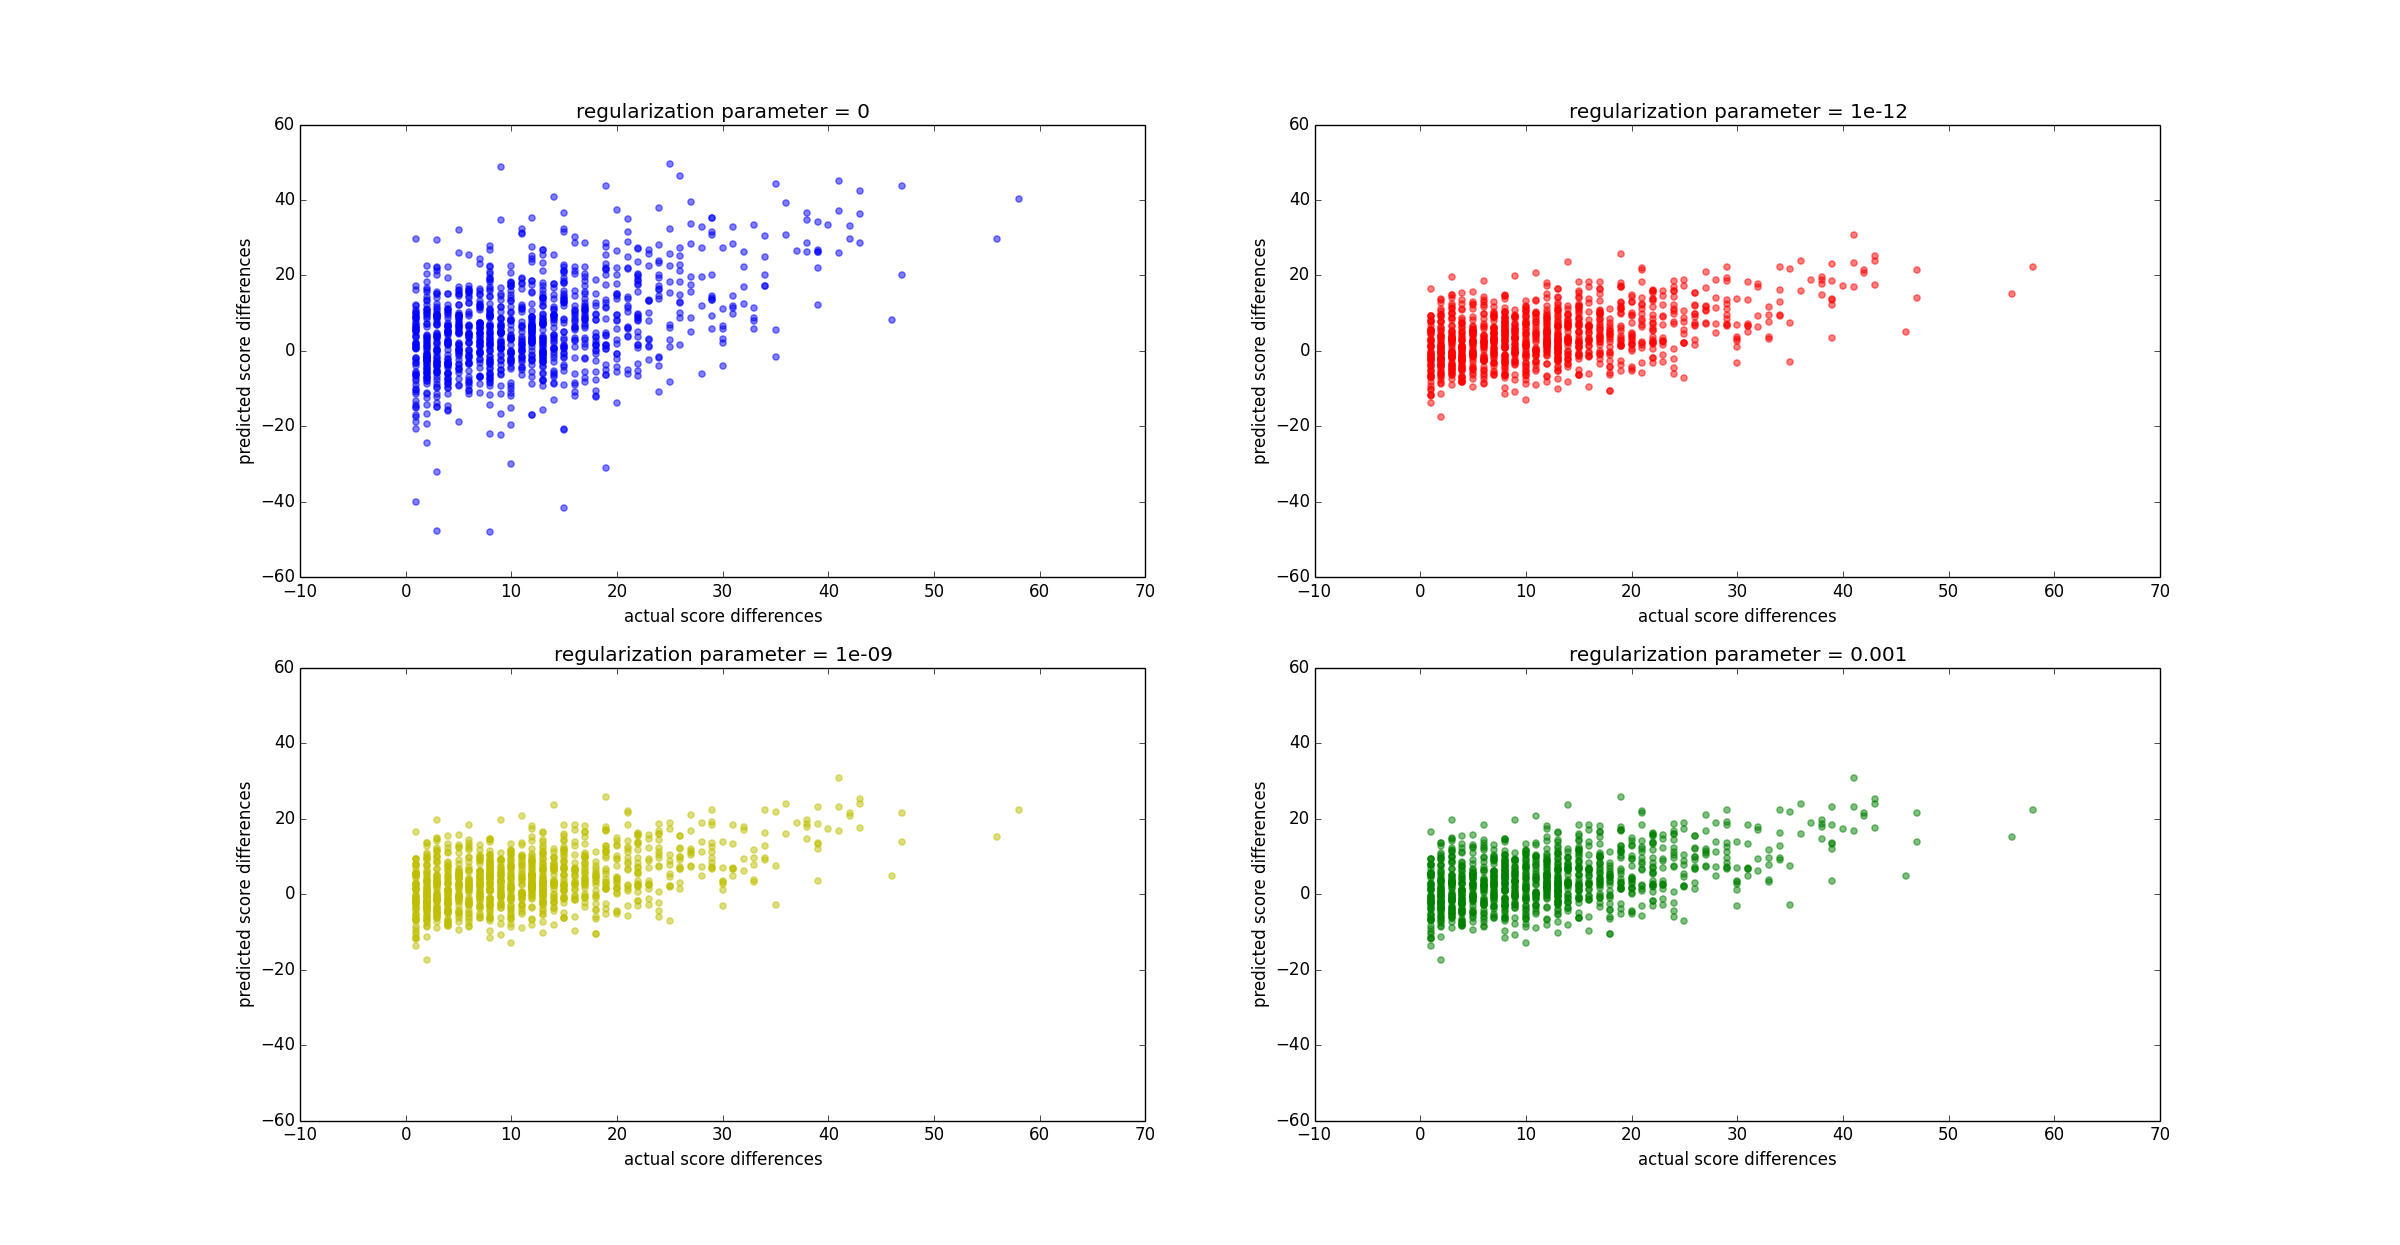 regularization parameter = 0
60
40
20
0
−20
−40
−60
predicted score differences
−10 0 10 20 30 40 50 60 70
actual score differences
regularization parameter = 1e-12
60
40
20
0
−20
−40
−60
predicted score differences
−10 0 10 20 30 40 50 60 70
actual score differences
regularization parameter = 1e-09
60
40
20
0
−20
−40
−60
predicted score differences
−10 0 10 20 30 40 50 60 70
actual score differences
regularization parameter = 0.001
60
40
20
0
−20
−40
−60
predicted score differences
−10 0 10 20 30 40 50 60 70
actual score differences